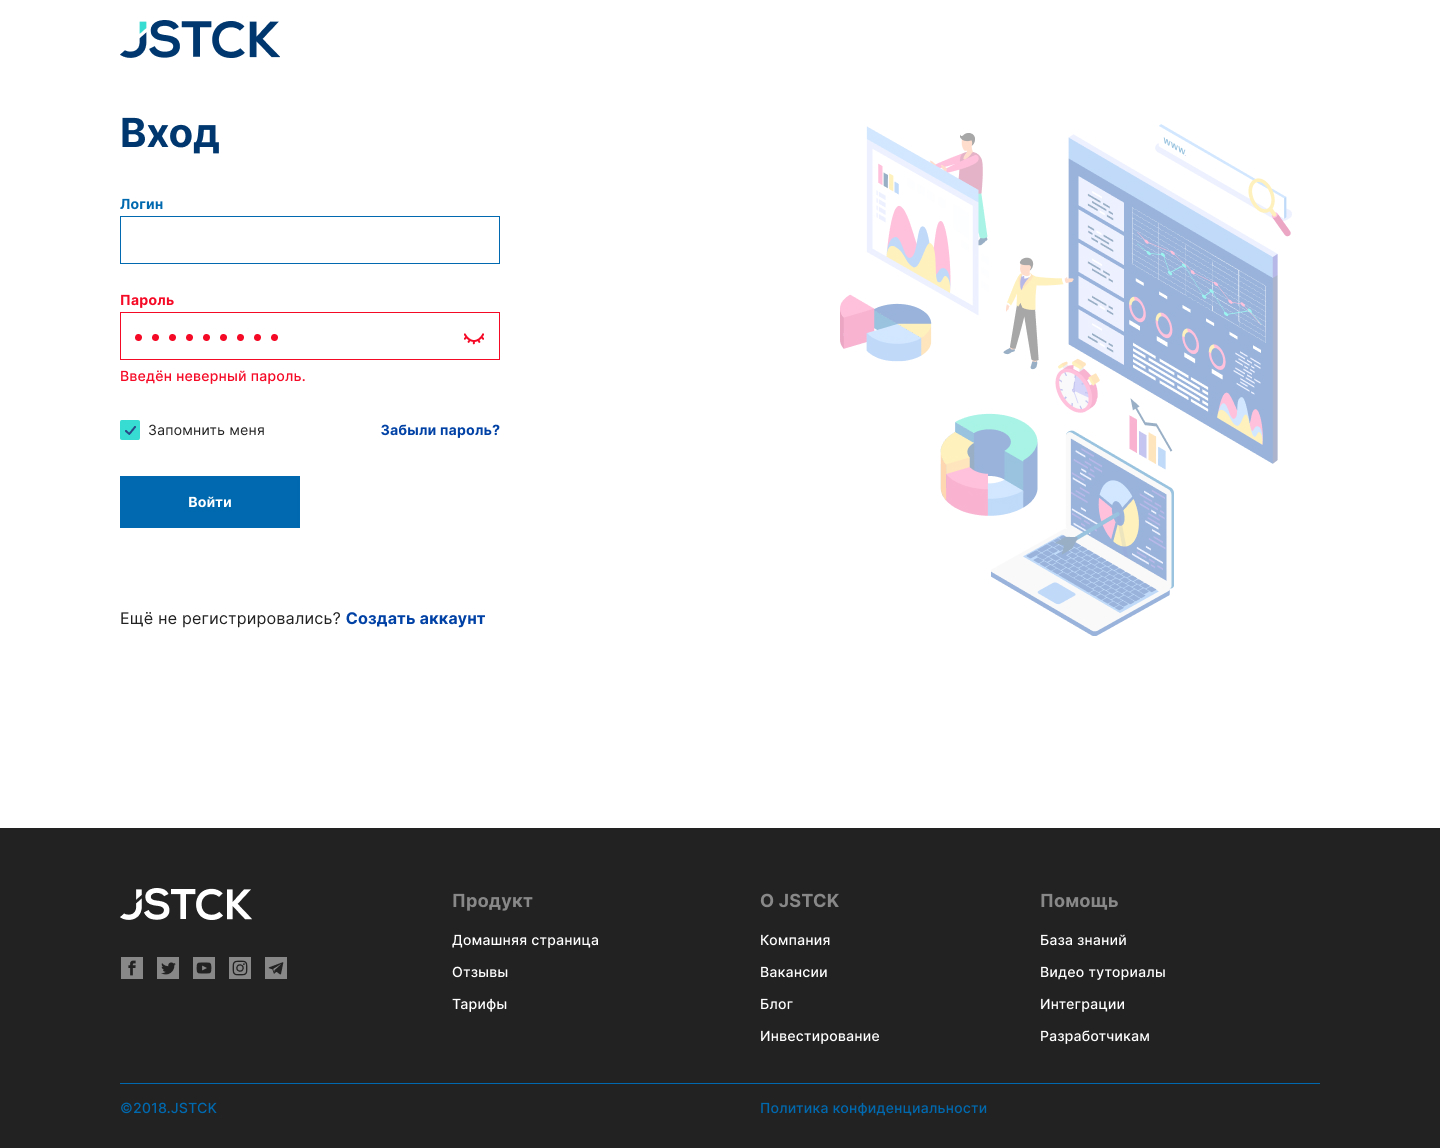 JSTCK
Вход
Логин
Пароль
Введён неверный пароль.
Запомнить меня
Забыли пароль?
Войти
Ещё не регистрировались? Создать аккаунт
www
JSTCK
Продукт
Домашняя страница
Отзывы
Тарифы
О JSTCK
Компания
Вакансии
Блог
Инвестирование
Помощь
База знаний
Видео туториалы
Интеграции
Разработчикам
©2018.JSTCK
Политика конфиденциальности